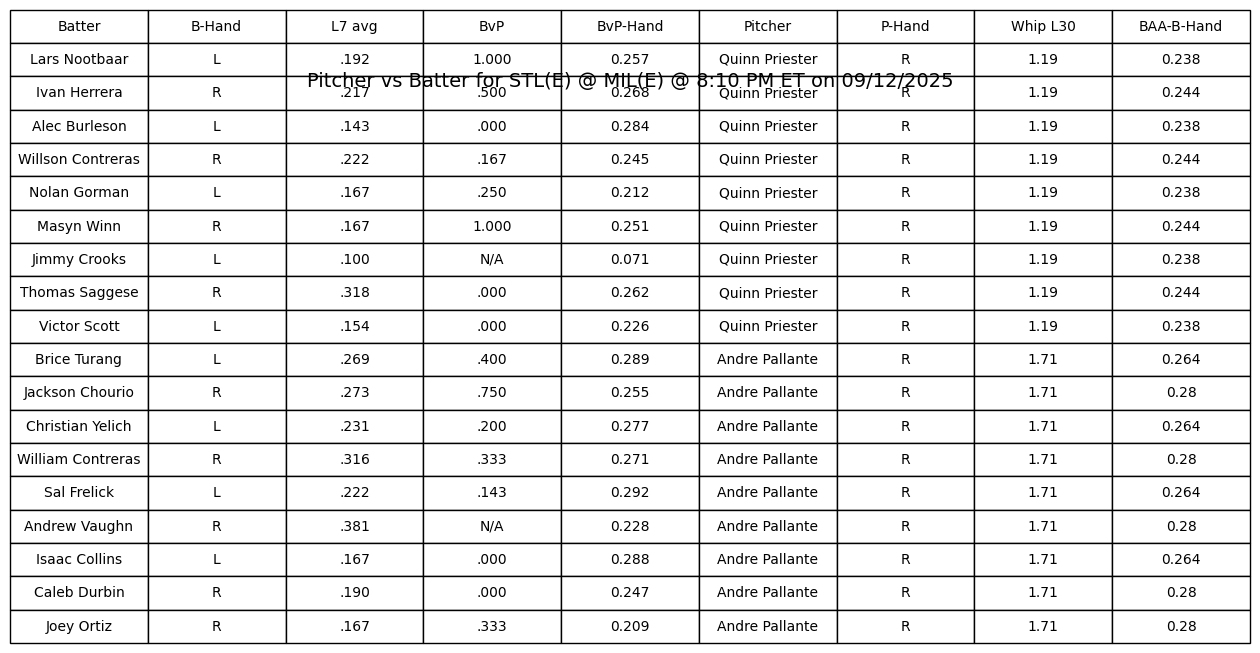 Batter B-Hand L7 avg BvP BvP-Hand Pitcher P-Hand Whip L30 BAA-B-Hand
Lars Nootbaar L .192 1.000 0.257 Quinn Priester R 1.19 0.238
Pitcher vs Batter for STL(E) @ MIL(E) @ 8:10 PM ET on 09/12/2025
Ivan Herrera R .217 .500 0.268 Quinn Priester R 1.19 0.244
Alec Burleson L .143 .000 0.284 Quinn Priester R 1.19 0.238
Willson Contreras R .222 .167 0.245 Quinn Priester R 1.19 0.244
Nolan Gorman L .167 .250 0.212 Quinn Priester R 1.19 0.238
Masyn Winn R .167 1.000 0.251 Quinn Priester R 1.19 0.244
Jimmy Crooks L .100 N/A 0.071 Quinn Priester R 1.19 0.238
Thomas Saggese R .318 .000 0.262 Quinn Priester R 1.19 0.244
Victor Scott L .154 .000 0.226 Quinn Priester R 1.19 0.238
Brice Turang L .269 .400 0.289 Andre Pallante R 1.71 0.264
Jackson Chourio R .273 .750 0.255 Andre Pallante R 1.71 0.28
Christian Yelich L .231 .200 0.277 Andre Pallante R 1.71 0.264
William Contreras R .316 .333 0.271 Andre Pallante R 1.71 0.28
Sal Frelick L .222 .143 0.292 Andre Pallante R 1.71 0.264
Andrew Vaughn R .381 N/A 0.228 Andre Pallante R 1.71 0.28
Isaac Collins L .167 .000 0.288 Andre Pallante R 1.71 0.264
Caleb Durbin R .190 .000 0.247 Andre Pallante R 1.71 0.28
Joey Ortiz R .167 .333 0.209 Andre Pallante R 1.71 0.28